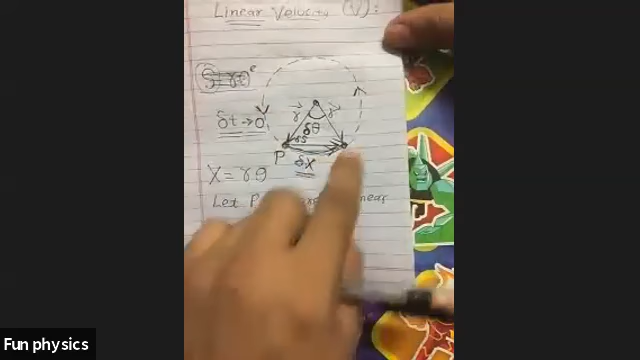 Linear Velocity (V):
r⃗ r⃗
δθ
δt → 0
δs
P
δx
x = rθ
Let P
Fun physics